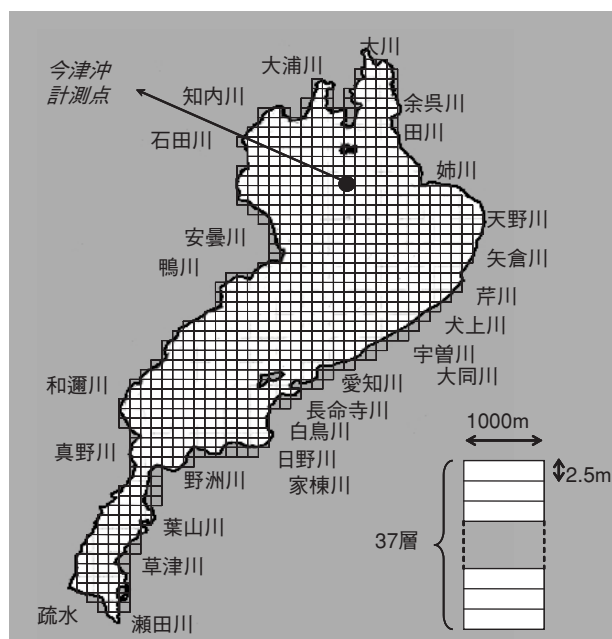 大川
大浦川
今津沖
計測点
知内川
余呉川
田川
石田川
姉川
天野川
安曇川
矢倉川
鴨川
芹川
犬上川
宇曽川
大同川
愛知川
和邇川
長命寺川
白鳥川
真野川
日野川
野洲川
家棟川
葉山川
草津川
疏水
瀬田川
1000m
2.5m
37層